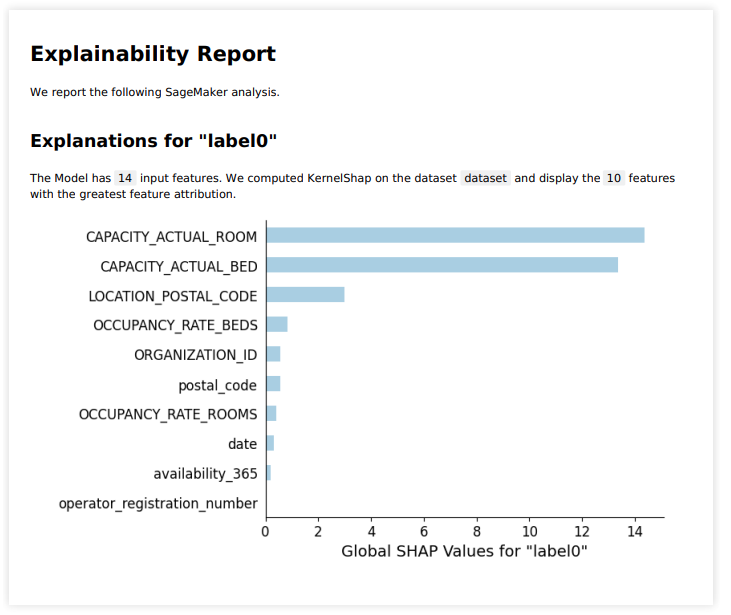 Explainability Report
We report the following SageMaker analysis.
Explanations for "label0"
The Model has 14 input features. We computed KernelShap on the dataset dataset and display the 10 features
with the greatest feature attribution.
CAPACITY_ACTUAL_ROOM
CAPACITY_ACTUAL_BED
LOCATION_POSTAL_CODE
OCCUPANCY_RATE_BEDS
ORGANIZATION_ID
postal_code
OCCUPANCY_RATE_ROOMS
date
availability_365
operator_registration_number
0 2 4 6 8 10 12 14
Global SHAP Values for "label0"